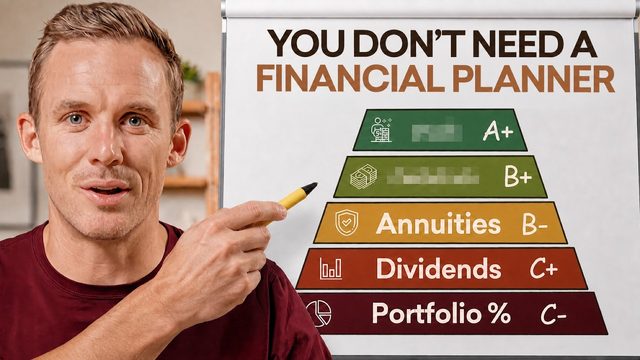 YOU DON'T NEED A
FINANCIAL PLANNER
A+
B+
Annuities B-
Dividends C+
Portfolio % C-